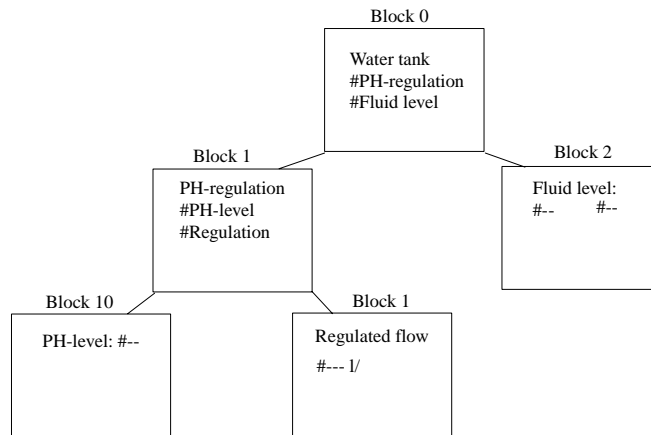 Block 0
Water tank
#PH-regulation
#Fluid level
Block 1
PH-regulation
#PH-level
#Regulation
Block 2
Fluid level:
#-- #--
Block 10
PH-level: #--
Block 1
Regulated flow
#--- l/